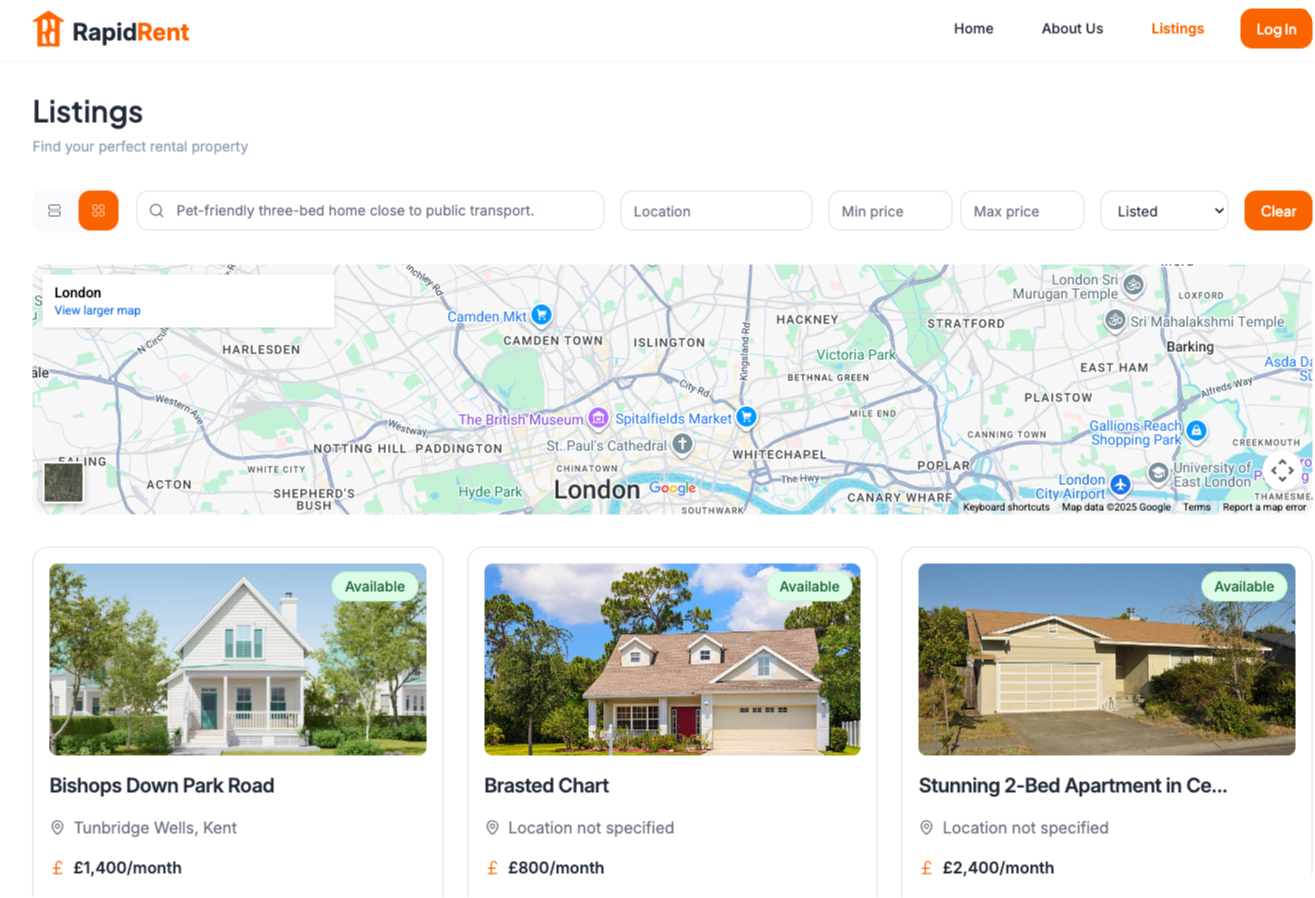 RapidRent
Home
About Us
Listings
Log In
Listings
Find your perfect rental property
Pet-friendly three-bed home close to public transport.
Location
Min price
Max price
Listed
Clear
London
View larger map
Finchley Rd
Camden Mkt
CAMDEN TOWN
ISLINGTON
Kingsland Rd
HACKNEY
Victoria Park
BETHNAL GREEN
STRATFORD
London Sri
Murugan Temple
LOXFORD
Sri Mahalakshmi Temple
Barking
EAST HAM
Asda Da
Su
Alfreds Way
PLAISTOW
N Circul
HARLESDEN
ale
Western Ave
Westway
City Rd
The British Museum
Spitalfields Market
MILE END
CANNING TOWN
Gallions Reach
Shopping Park
CREEKMOUTH
EALING
NOTTING HILL
PADDINGTON
St. Paul's Cathedral
WHITECHAPEL
WHITE CITY
CHINATOWN
POPLAR
University of
East London
ACTON
SHEPHERD'S
BUSH
Hyde Park
London
Google
The Hwy
London
City Airport
CANARY WHARF
THAMESME
SOUTHWARK
Keyboard shortcuts
Map data ©2025 Google
Terms
Report a map error
Available
Available
Available
Bishops Down Park Road
Brasted Chart
Stunning 2-Bed Apartment in Ce...
Tunbridge Wells, Kent
Location not specified
Location not specified
£ £1,400/month
£ £800/month
£ £2,400/month